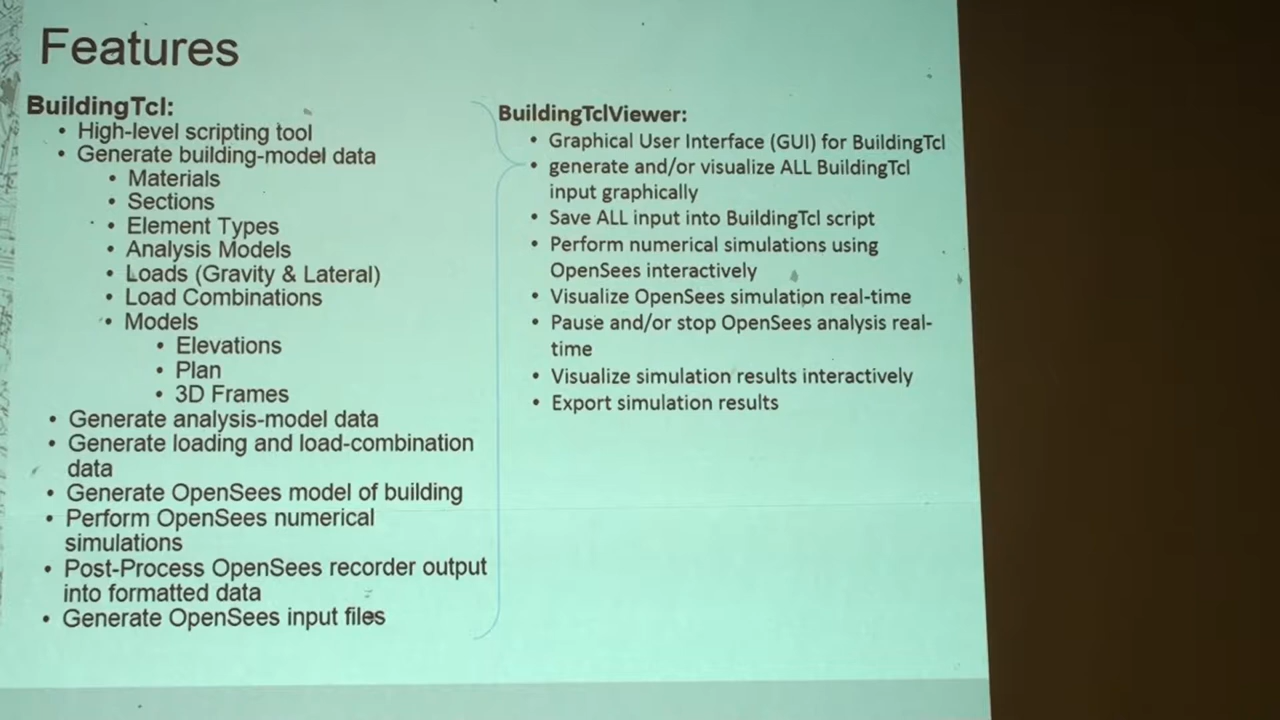 Features
BuildingTcl:
• High-level scripting tool
• Generate building-model data
• Materials
• Sections
• Element Types
• Analysis Models
• Loads (Gravity & Lateral)
• Load Combinations
• Models
• Elevations
• Plan
• 3D Frames
• Generate analysis-model data
• Generate loading and load-combination
data
• Generate OpenSees model of building
• Perform OpenSees numerical
simulations
• Post-Process OpenSees recorder output
into formatted data
• Generate OpenSees input files
BuildingTclViewer:
• Graphical User Interface (GUI) for BuildingTcl
• generate and/or visualize ALL BuildingTcl
input graphically
• Save ALL input into BuildingTcl script
• Perform numerical simulations using
OpenSees interactively
• Visualize OpenSees simulation real-time
• Pause and/or stop OpenSees analysis real-
time
• Visualize simulation results interactively
• Export simulation results